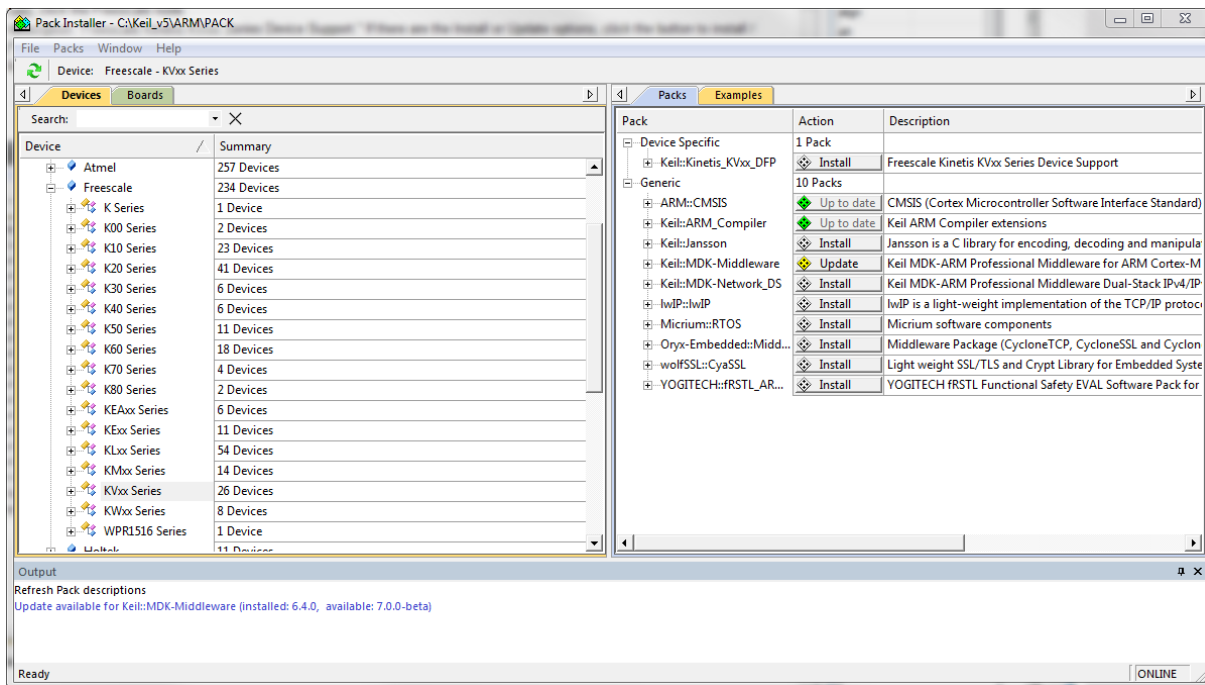 Pack Installer - C:\Keil_v5\ARM\PACK
File Packs Window Help
Device: Freescale - KVxx Series
Devices Boards
Search:
Device Summary
Atmel 257 Devices
Freescale 234 Devices
K Series 1 Device
K00 Series 2 Devices
K10 Series 23 Devices
K20 Series 41 Devices
K30 Series 6 Devices
K40 Series 6 Devices
K50 Series 11 Devices
K60 Series 18 Devices
K70 Series 4 Devices
K80 Series 2 Devices
KEAxx Series 6 Devices
KExx Series 11 Devices
KLxx Series 54 Devices
KMxx Series 14 Devices
KVxx Series 26 Devices
KWxx Series 8 Devices
WPR1516 Series 1 Device
Holtek 11 Devices
Packs Examples
Pack Action Description
Device Specific 1 Pack
Keil::Kinetis_KVxx_DFP Install Freescale Kinetis KVxx Series Device Support
Generic 10 Packs
ARM::CMSIS Up to date CMSIS (Cortex Microcontroller Software Interface Standard)
Keil::ARM_Compiler Up to date Keil ARM Compiler extensions
Keil::Jansson Install Jansson is a C library for encoding, decoding and manipula
Keil::MDK-Middleware Update Keil MDK-ARM Professional Middleware for ARM Cortex-M
Keil::MDK-Network_DS Install Keil MDK-ARM Professional Middleware Dual-Stack IPv4/IP
lwIP::lwIP Install lwIP is a light-weight implementation of the TCP/IP protoc
Micrium::RTOS Install Micrium software components
Oryx-Embedded::Midd... Install Middleware Package (CycloneTCP, CycloneSSL and Cyclon
wolfSSL::CyaSSL Install Light weight SSL/TLS and Crypt Library for Embedded Syste
YOGITECH::fRSTL_AR... Install YOGITECH fRSTL Functional Safety EVAL Software Pack for
Output
Refresh Pack descriptions
Update available for Keil::MDK-Middleware (installed: 6.4.0, available: 7.0.0-beta)
Ready ONLINE